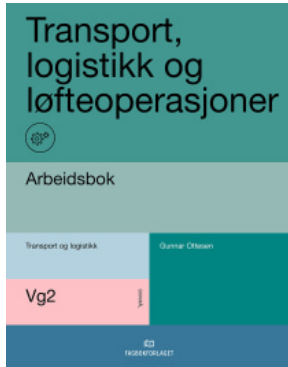 Transport,
logistikk og
løfteoperasjoner
Arbeidsbok
Transport og logistikk
Gunnar Ottesen
Vg2
FAGBOKFORLAGET